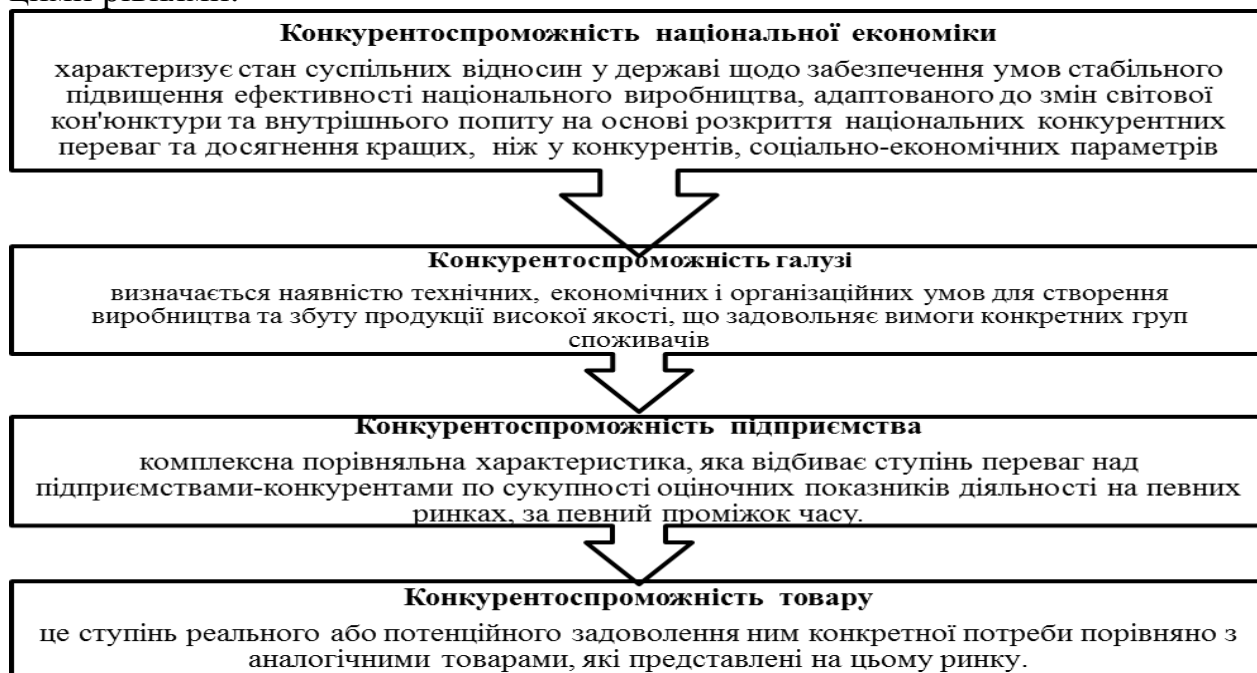 цими рівнями.
Конкурентоспроможність національної економіки
характеризує стан суспільних відносин у державі щодо забезпечення умов стабільного
підвищення ефективності національного виробництва, адаптованого до змін світової
кон'юнктури та внутрішнього попиту на основі розкриття національних конкурентних
переваг та досягнення кращих, ніж у конкурентів, соціально-економічних параметрів
Конкурентоспроможність галузі
визначається наявністю технічних, економічних і організаційних умов для створення
виробництва та збуту продукції високої якості, що задовольняє вимоги конкретних груп
споживачів
Конкурентоспроможність підприємства
комплексна порівняльна характеристика, яка відбиває ступінь переваг над
підприємствами-конкурентами по сукупності оціночних показників діяльності на певних
ринках, за певний проміжок часу.
Конкурентоспроможність товару
це ступінь реального або потенційного задоволення ним конкретної потреби порівняно з
аналогічними товарами, які представлені на цьому ринку.